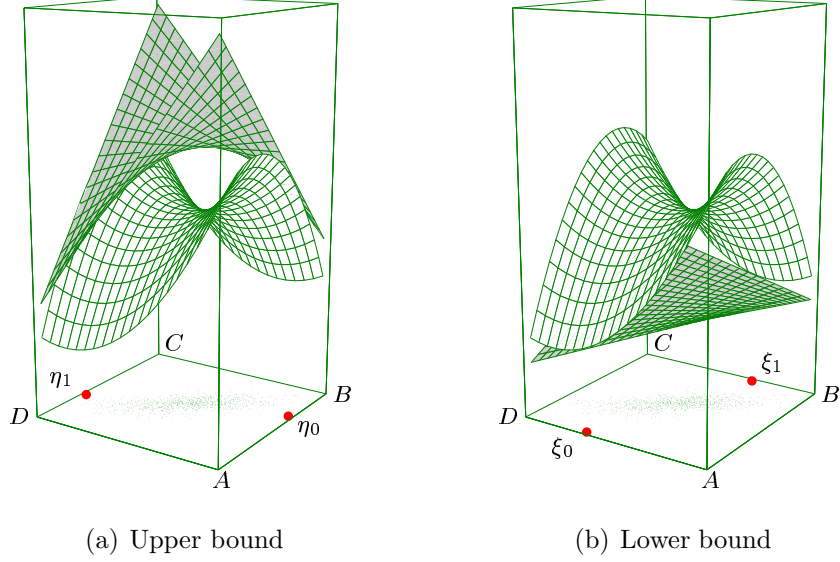 C
η₁
B
D
η₀
A
(a) Upper bound
C
ξ₁
B
D
ξ₀
A
(b) Lower bound